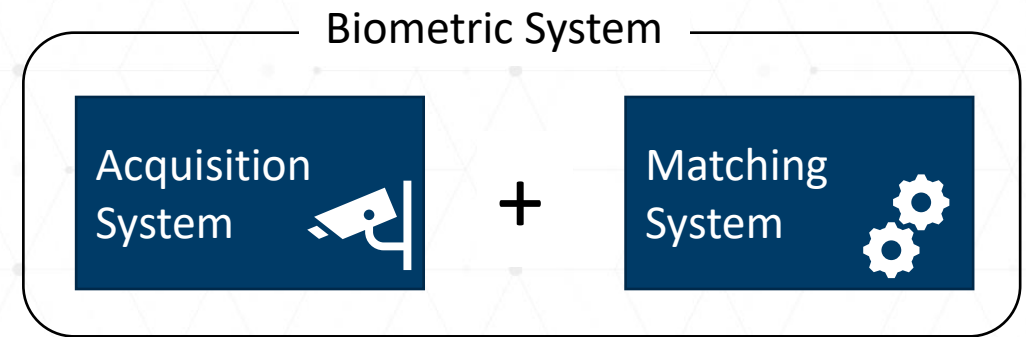 Biometric System
Acquisition
System
+
Matching
System